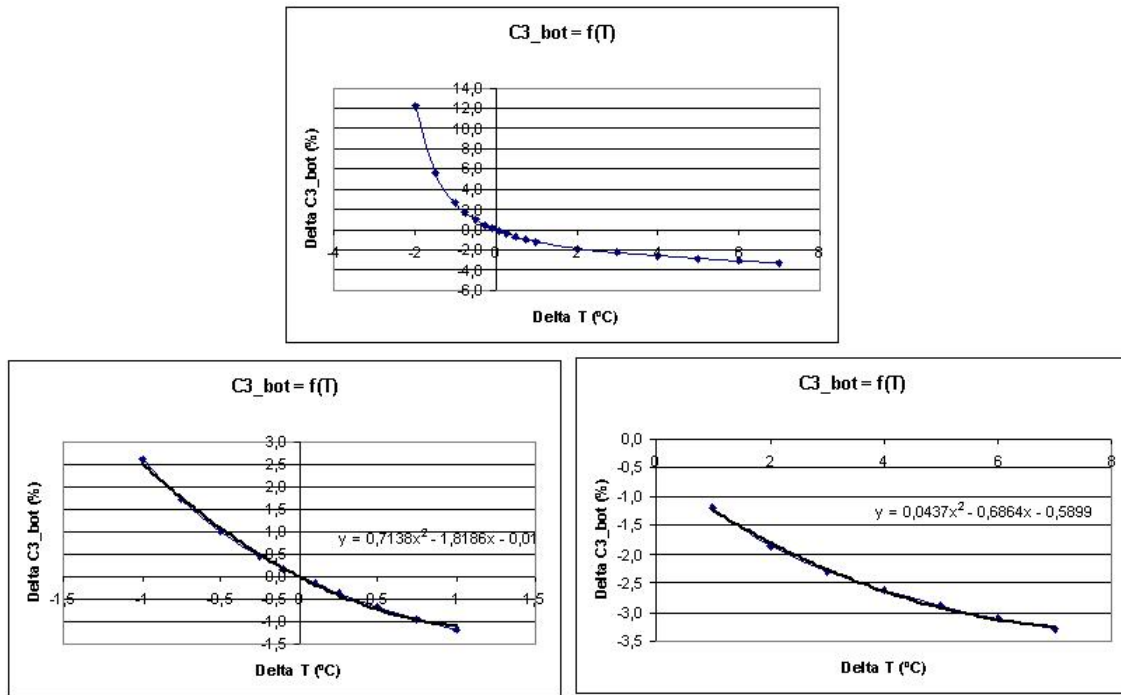 C3_bot = f(T)
Delta C3_bot (%)
14,0
12,0
10,0
8,0
6,0
4,0
2,0
0,0
-2,0
-4,0
-6,0
-4 -2 0 2 4 6 8
Delta T (ºC)
C3_bot = f(T)
Delta C3_bot (%)
3,0
2,5
2,0
1,5
1,0
0,5
0,0
-0,5
-1,0
-1,5
-1,5 -1 -0,5 0 0,5 1 1,5
y = 0,7138x² - 1,8186x - 0,01
Delta T (ºC)
C3_bot = f(T)
Delta C3_bot (%)
0,0
-0,5
-1,0
-1,5
-2,0
-2,5
-3,0
-3,5
0 2 4 6 8
y = 0,0437x² - 0,6864x - 0,5899
Delta T (ºC)